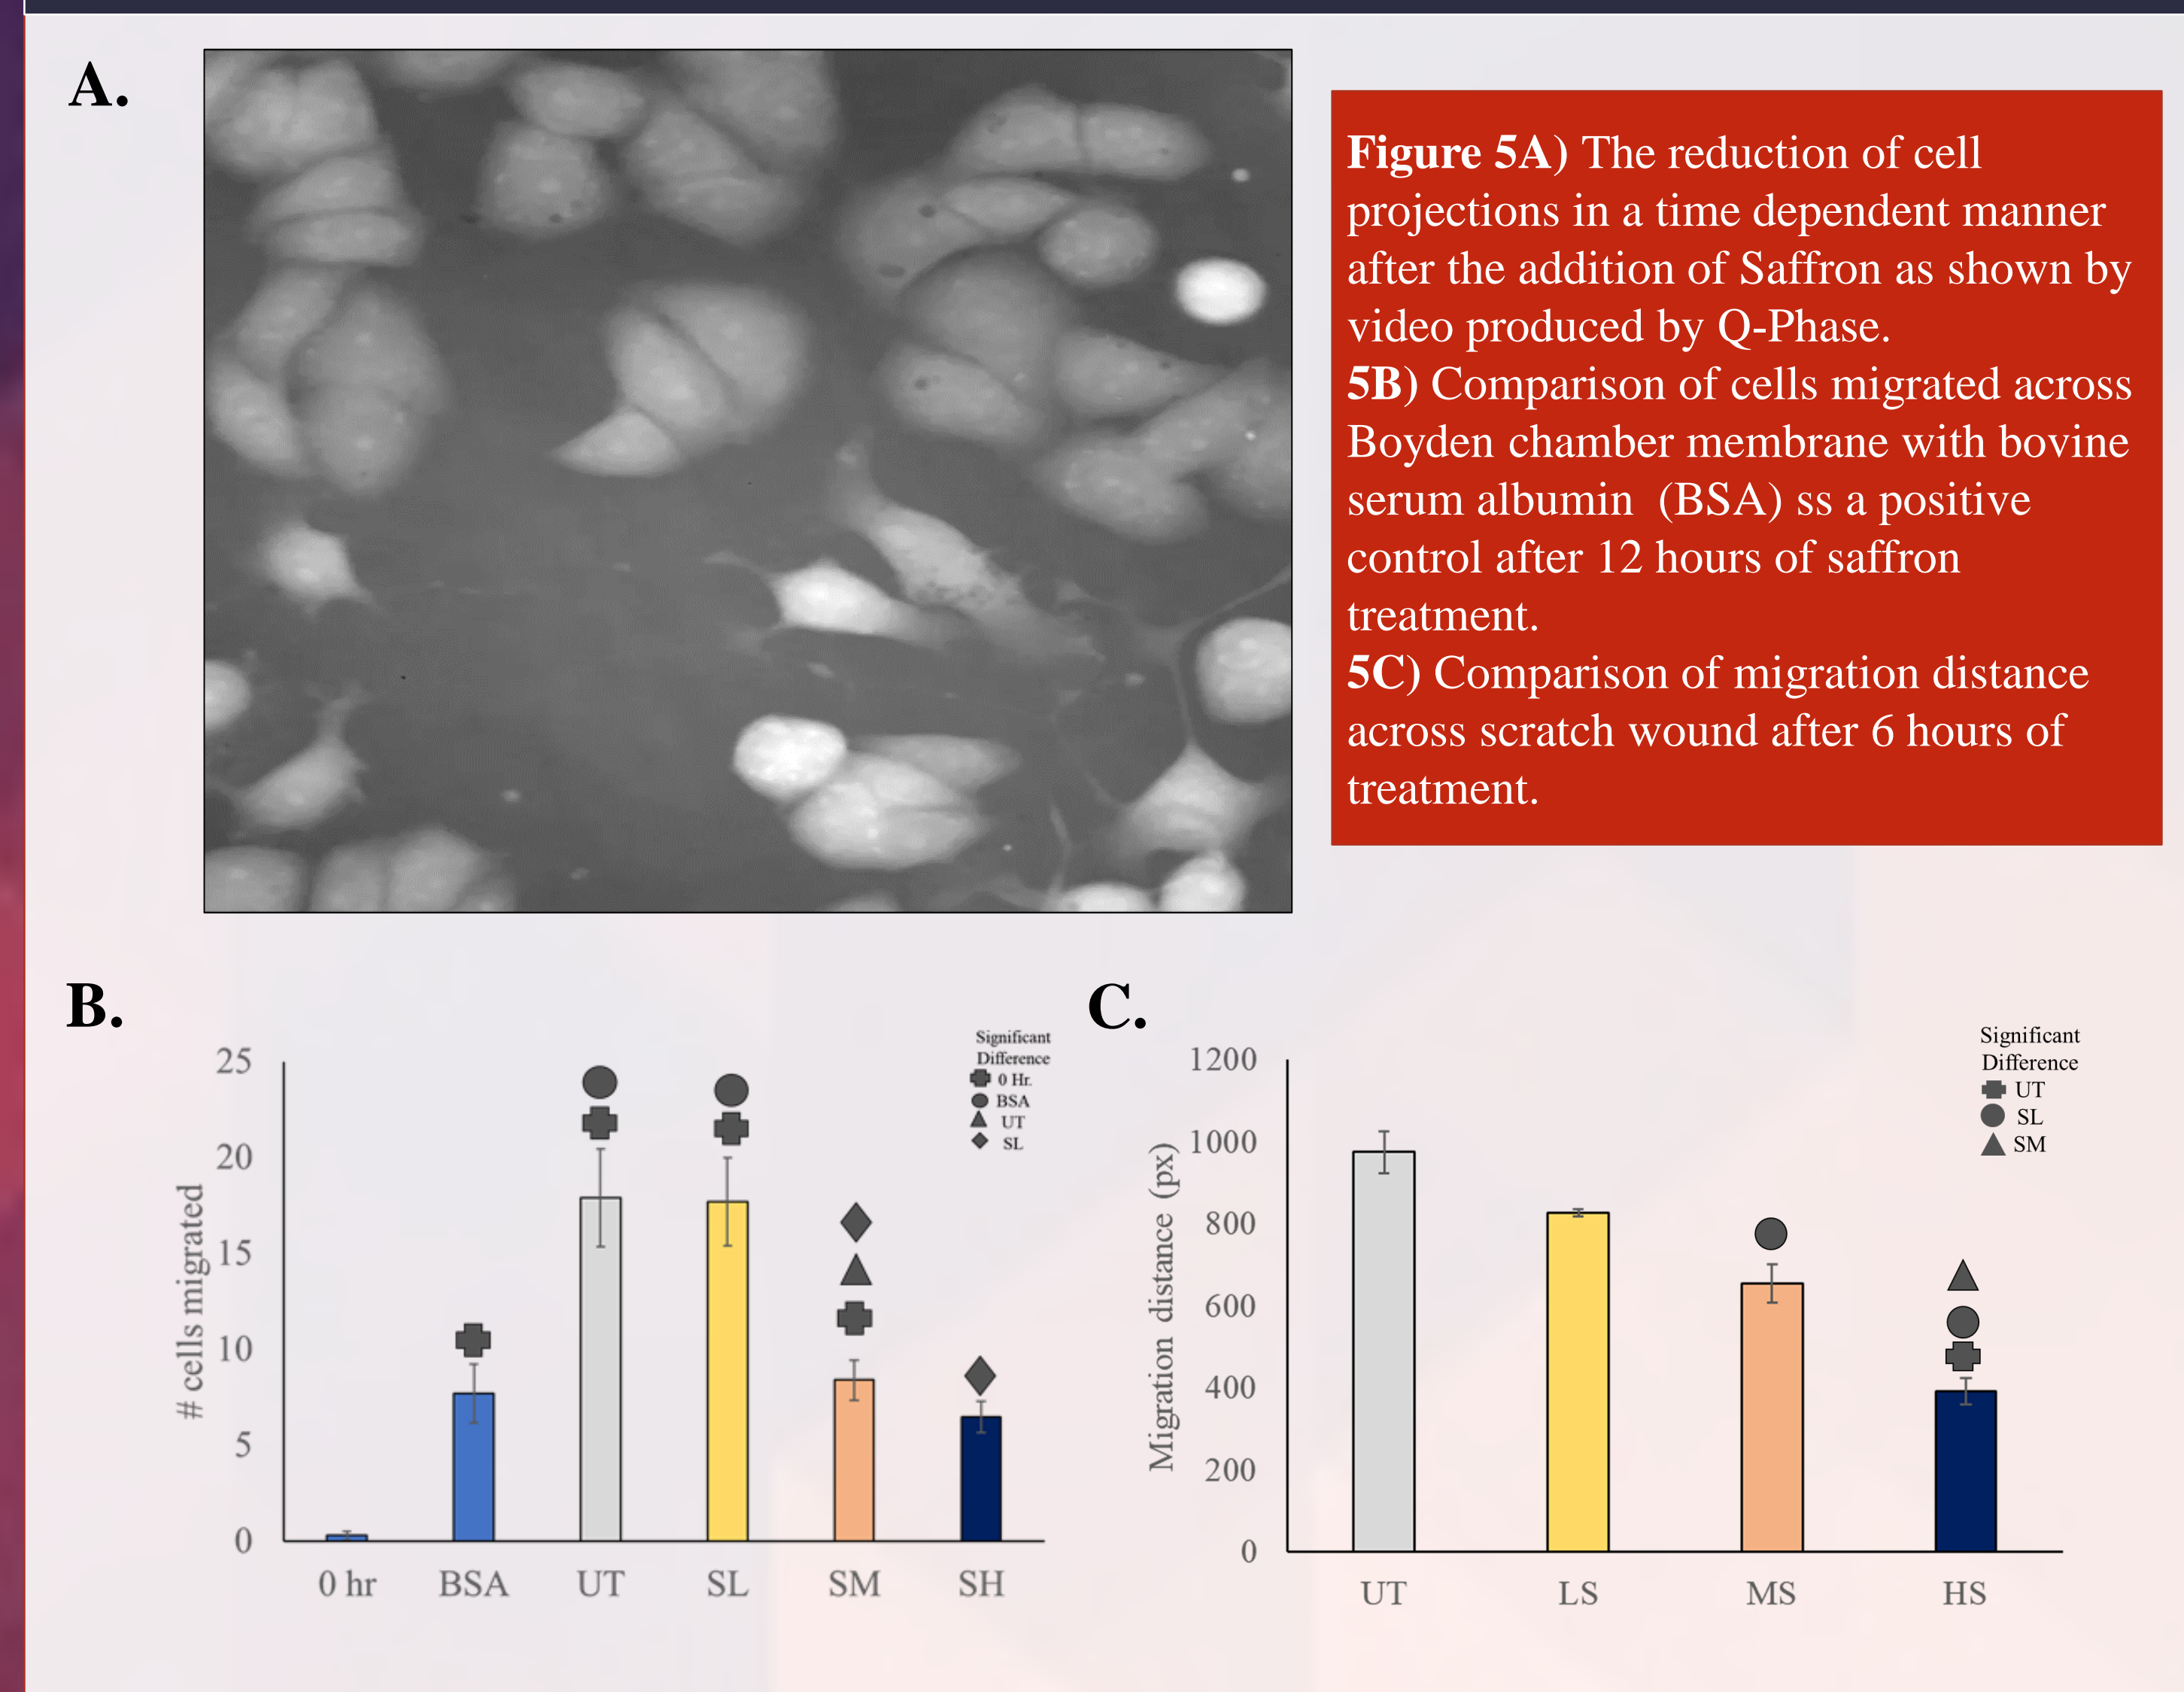 A.
Figure 5A) The reduction of cell
projections in a time dependent manner
after the addition of Saffron as shown by
video produced by Q-Phase.
5B) Comparison of cells migrated across
Boyden chamber membrane with bovine
serum albumin (BSA) ss a positive
control after 12 hours of saffron
treatment.
5C) Comparison of migration distance
across scratch wound after 6 hours of
treatment.
B.
# cells migrated
25
20
15
10
5
0
0 hr
BSA
UT
SL
SM
SH
Significant
Difference
0 Hr.
BSA
UT
SL
C.
Migration distance (px)
1200
1000
800
600
400
200
0
UT
LS
MS
HS
Significant
Difference
UT
SL
SM